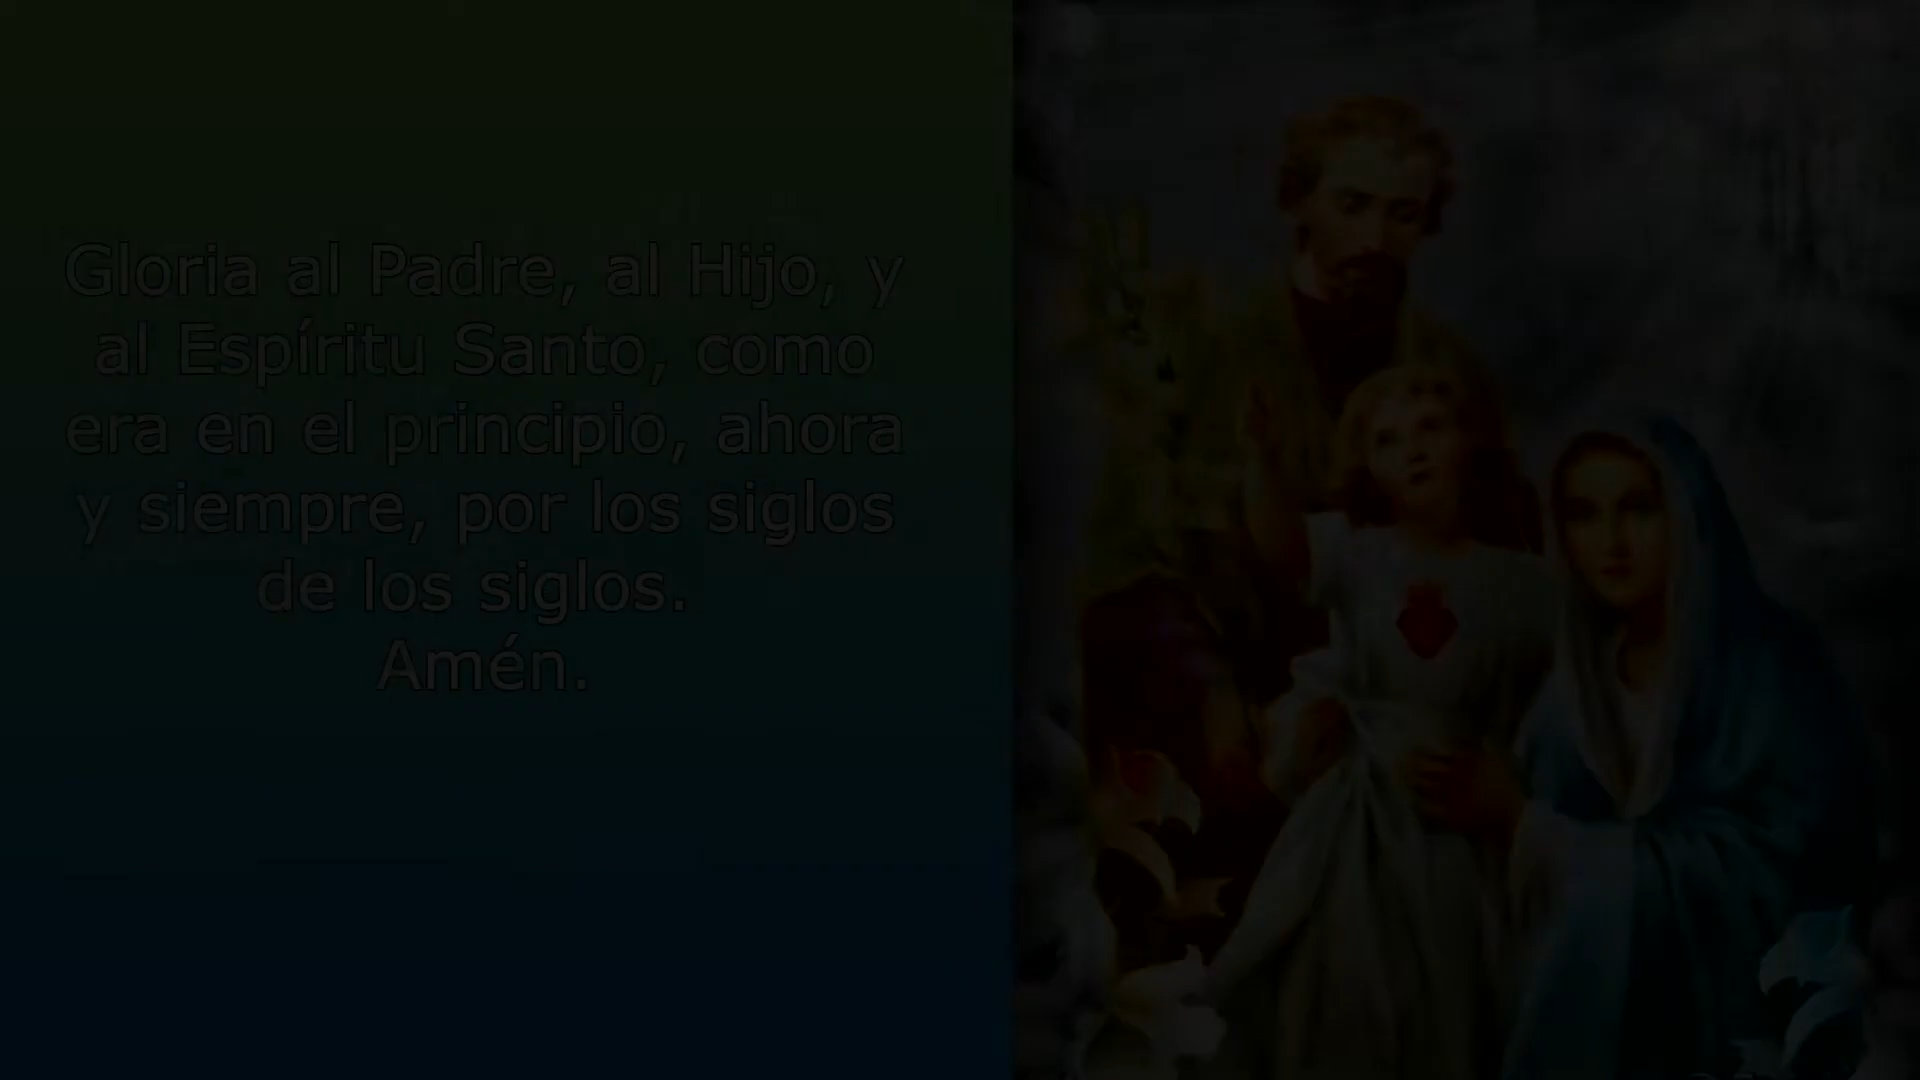 Gloria al Padre, al Hijo, y
al Espíritu Santo, como
era en el principio, ahora
y siempre, por los siglos
de los siglos.
Amén.